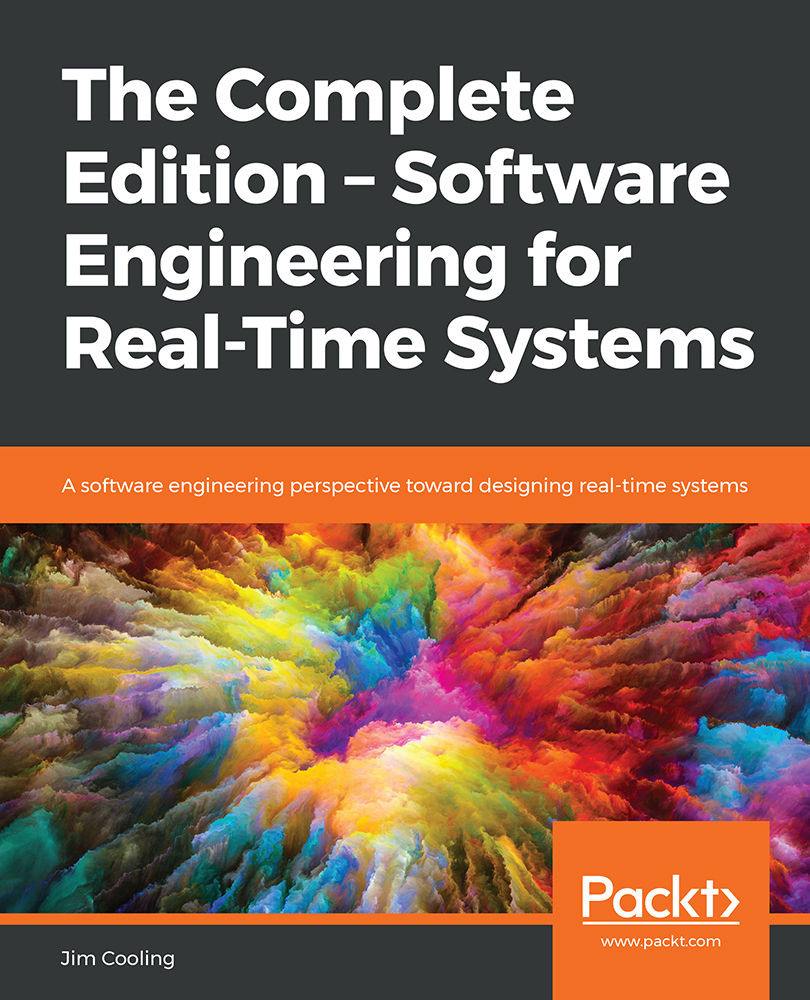 The Complete
Edition – Software
Engineering for
Real-Time Systems
A software engineering perspective toward designing real-time systems
Packt>
www.packt.com
Jim Cooling